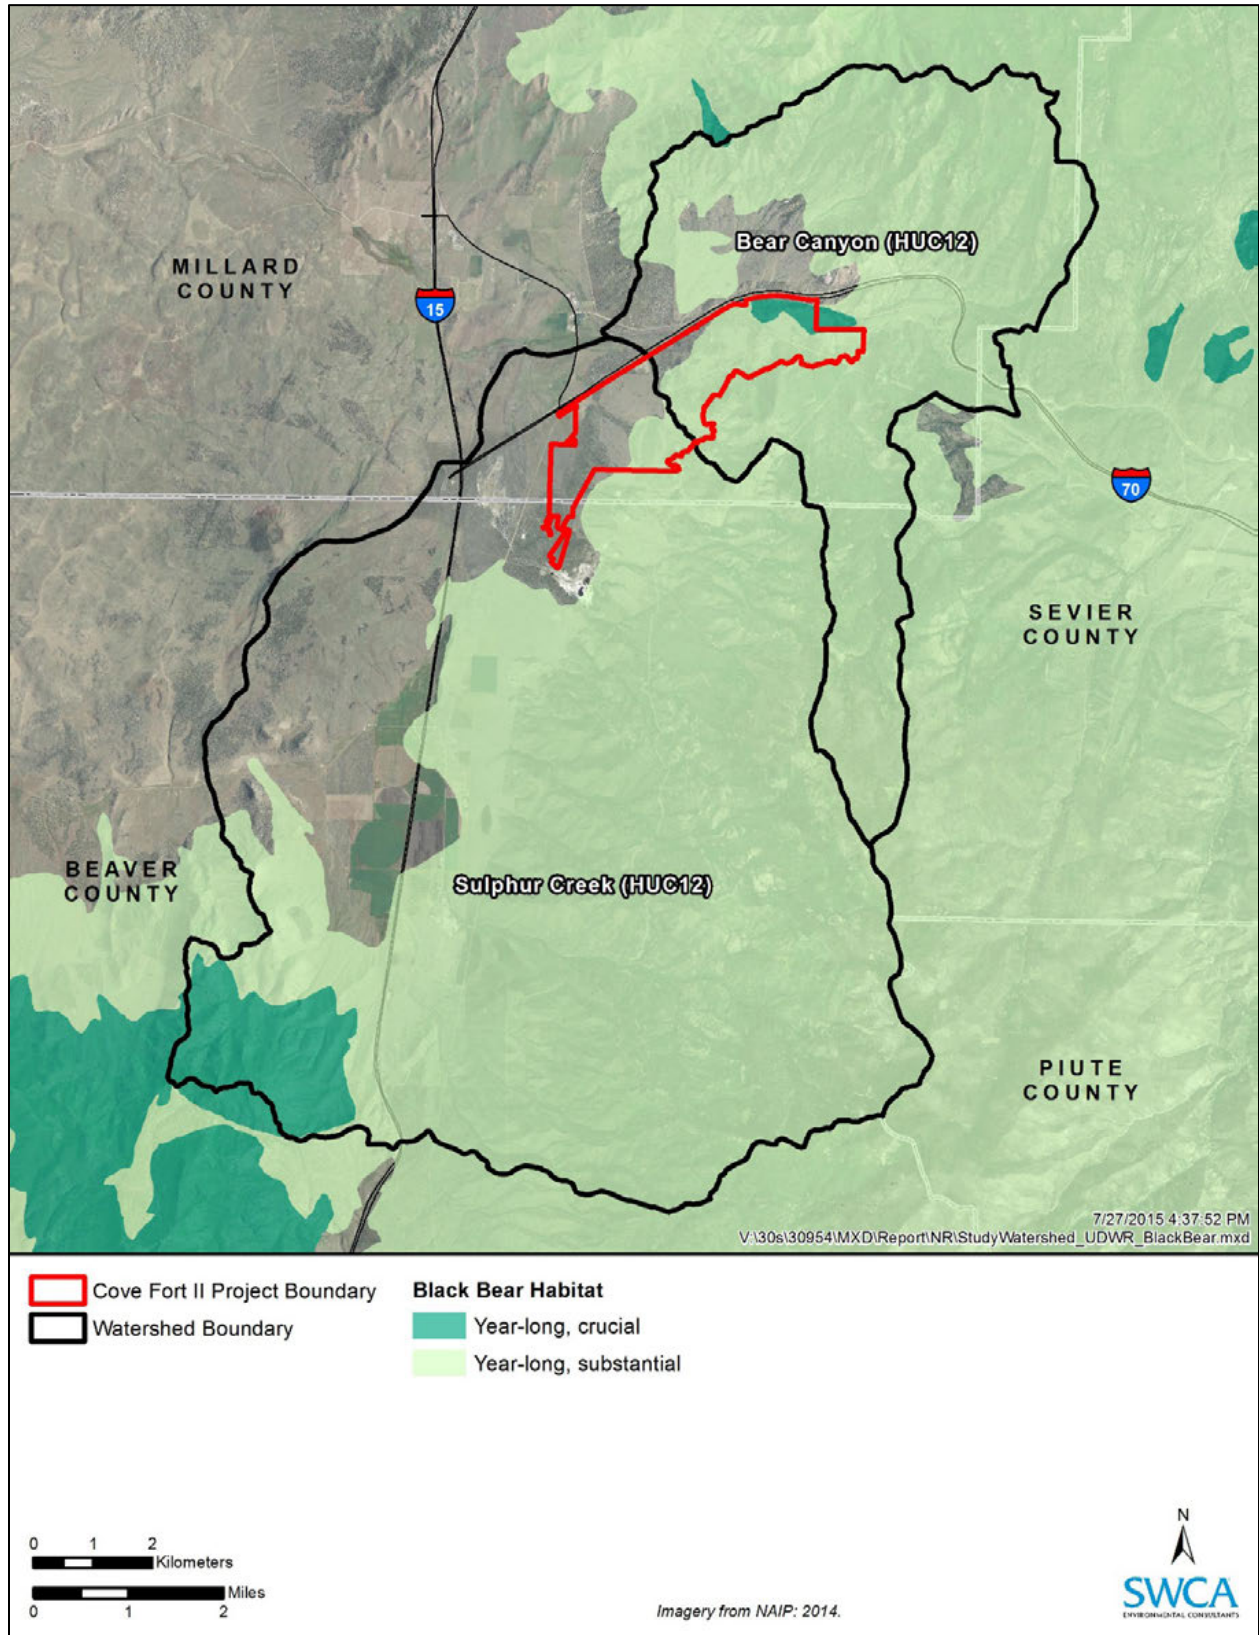 Bear Canyon (HUC12)
MILLARD
COUNTY
15
70
SEVIER
COUNTY
BEAVER
COUNTY
Sulphur Creek (HUC12)
PIUTE
COUNTY
7/27/2015 4:37:52 PM
V:\30s\30954\MXD\Report\NR\StudyWatershed_UDWR_BlackBear.mxd
Cove Fort II Project Boundary
Watershed Boundary
Black Bear Habitat
Year-long, crucial
Year-long, substantial
0 1 2
Kilometers
Miles
0 1 2
Imagery from NAIP: 2014.
N
SWCA
ENVIRONMENTAL CONSULTANTS